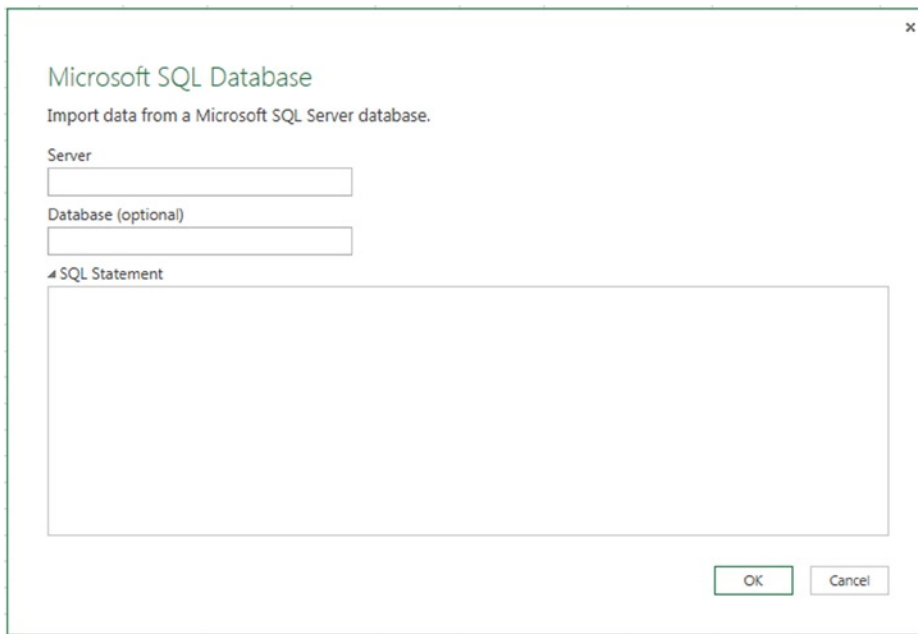 Microsoft SQL Database
Import data from a Microsoft SQL Server database.
Server
Database (optional)
SQL Statement
OK
Cancel